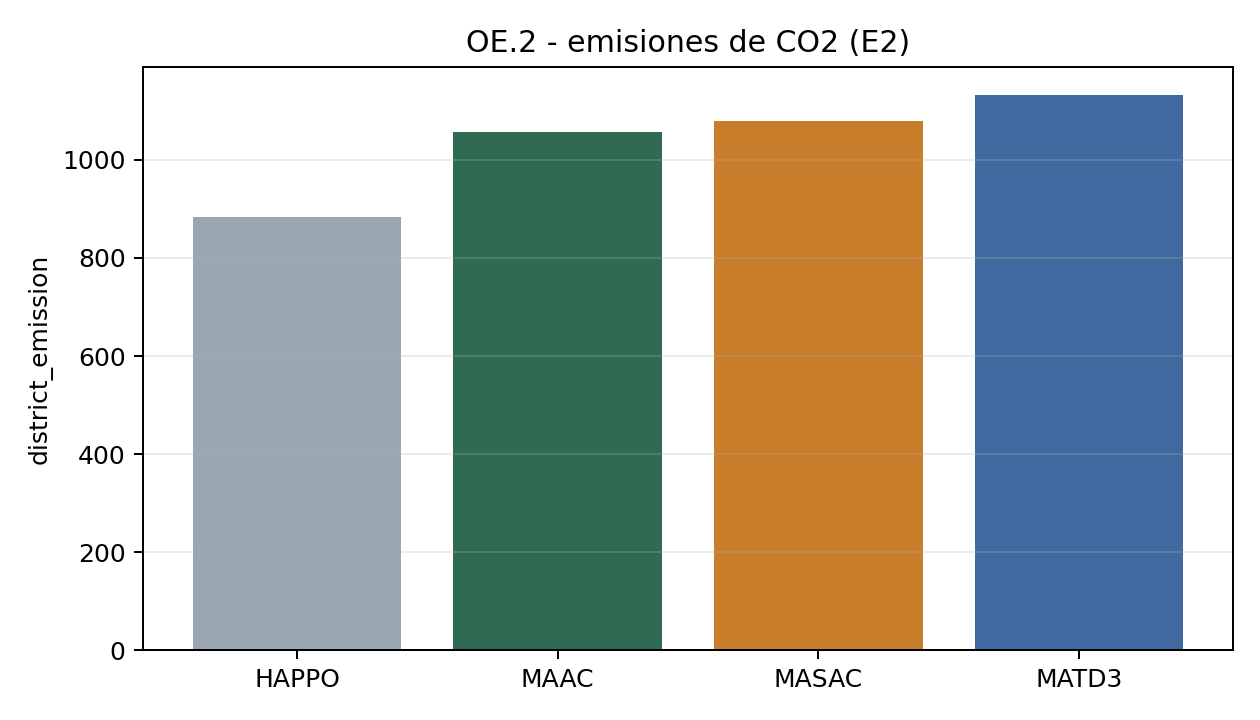 OE.2 - emisiones de CO2 (E2)
district_emission
1000
800
600
400
200
0
HAPPO MAAC MASAC MATD3